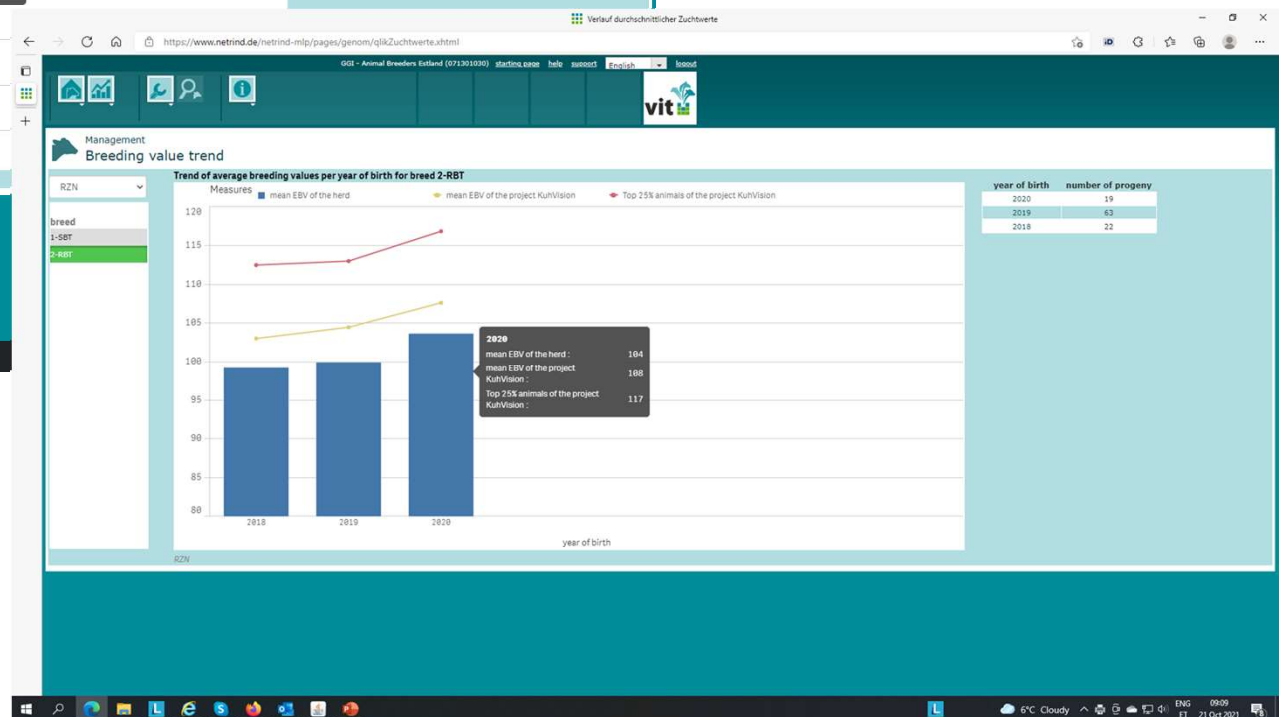 Verlauf durchschnittlicher Zuchtwerte
https://www.netrind.de/netrind-mlp/pages/genom/qlikZuchtwerte.xhtml
GGI - Animal Breeders Estland (071301030) starting page help support English logout
vit
Management
Breeding value trend
RZN
breed
1-SBT
2-RBT
Trend of average breeding values per year of birth for breed 2-RBT
Measures mean EBV of the herd mean EBV of the project KuhVision Top 25% animals of the project KuhVision
120
115
110
105
100
95
90
85
80
2018 2019 2020
year of birth
RZN
2020
mean EBV of the herd : 104
mean EBV of the project KuhVision : 108
Top 25% animals of the project KuhVision : 117
year of birth number of progeny
2020 19
2019 63
2018 22
6°C Cloudy
ENG 09:09
ET 21 Oct 2021